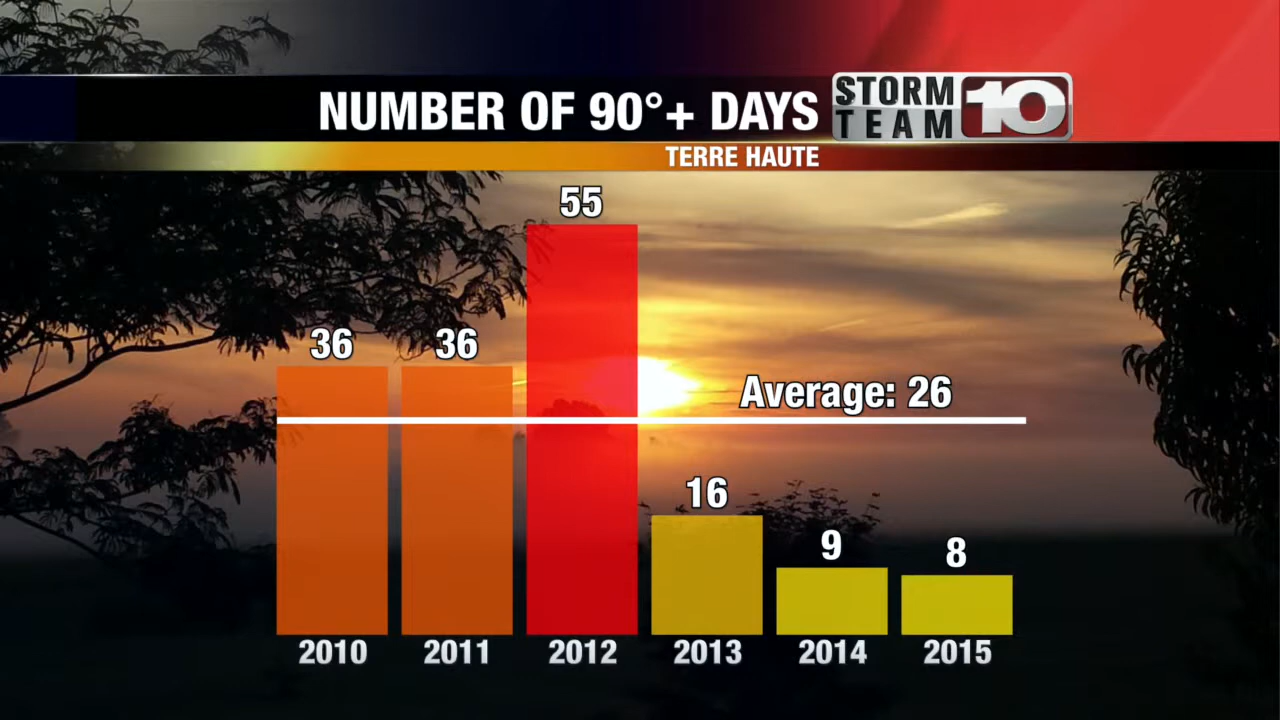 NUMBER OF 90°+ DAYS
STORM
TEAM
10
TERRE HAUTE
55
36
36
Average: 26
16
9
8
2010
2011
2012
2013
2014
2015